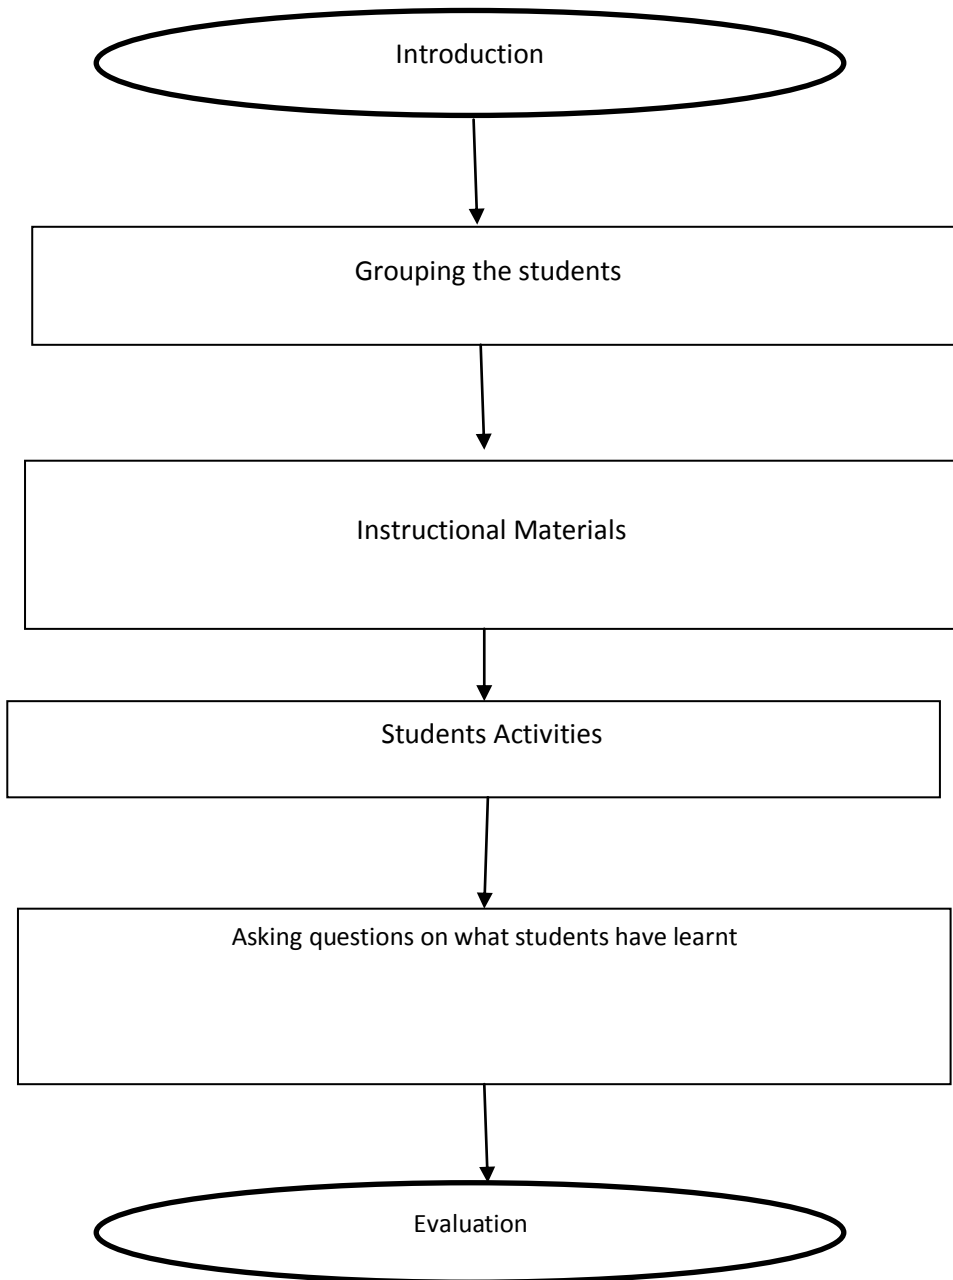 Introduction
Grouping the students
Instructional Materials
Students Activities
Asking questions on what students have learnt
Evaluation